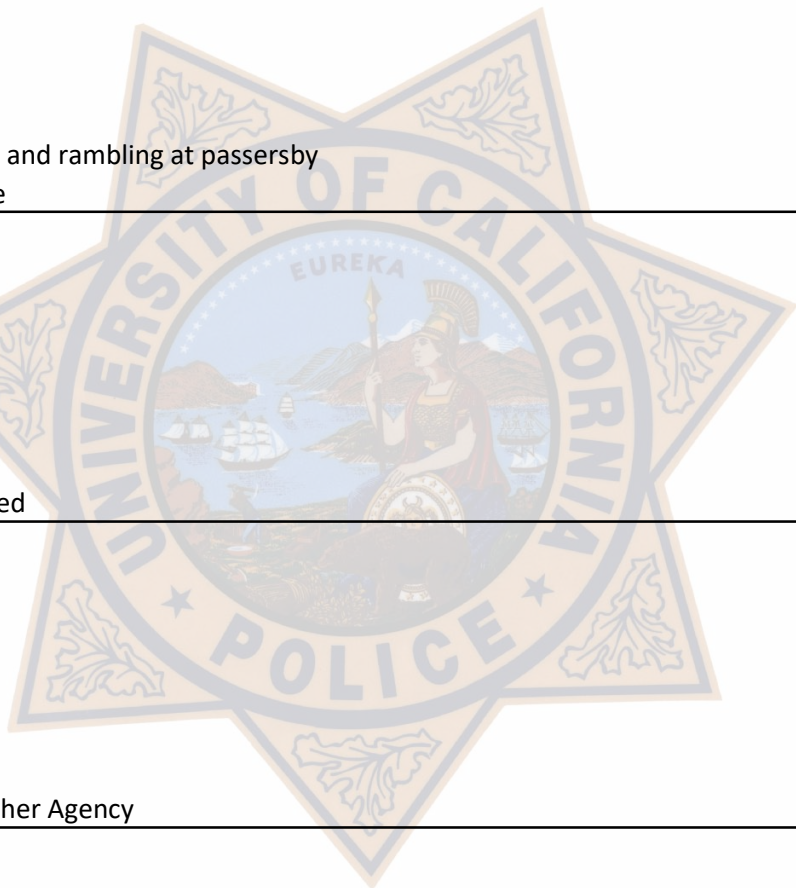 and rambling at passersby
e
UNIVERSITY OF CALIFORNIA
EUREKA
ed
POLICE
her Agency